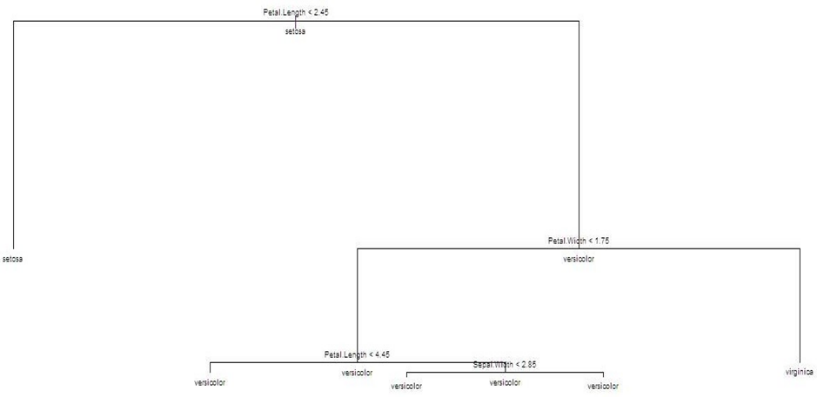 Petal.Length < 2.45
setosa
Petal.Width < 1.75
setosa
versicolor
Petal.Length < 4.45
Sepal.Width < 2.85
versicolor
virginica
versicolor
versicolor
versicolor
versicolor